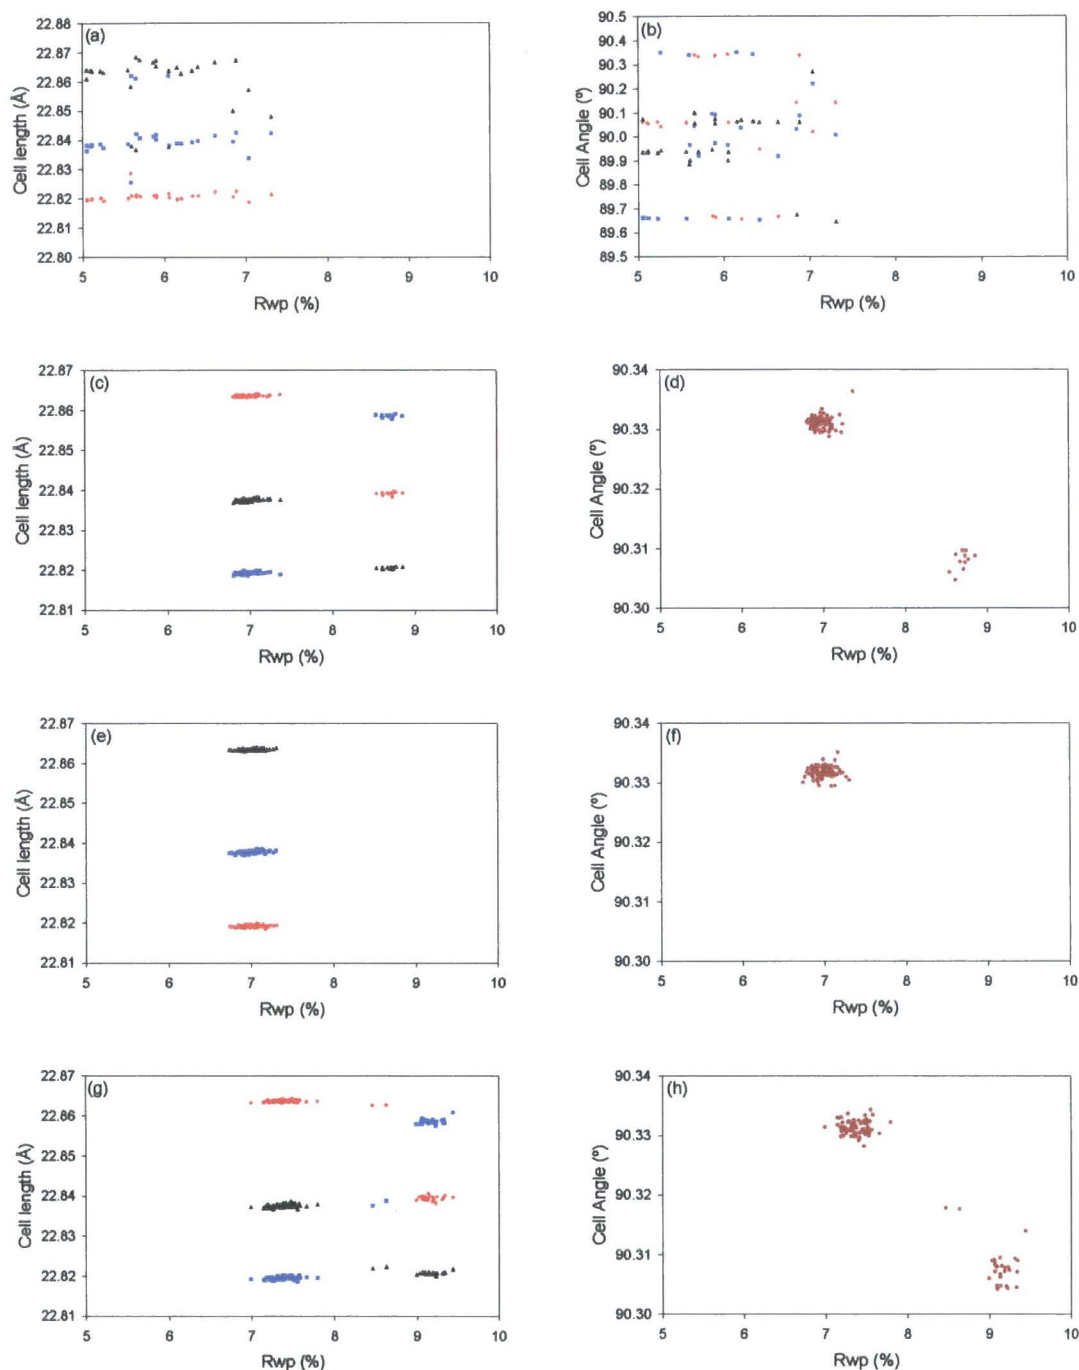 (a)
Cell length (Å)
22.88
22.87
22.86
22.85
22.84
22.83
22.82
22.81
22.80
5 6 7 8 9 10
Rwp (%)
(b)
Cell Angle (º)
90.5
90.4
90.3
90.2
90.1
90.0
89.9
89.8
89.7
89.6
89.5
5 6 7 8 9 10
Rwp (%)
(c)
Cell length (Å)
22.87
22.86
22.85
22.84
22.83
22.82
22.81
5 6 7 8 9 10
Rwp (%)
(d)
Cell Angle (º)
90.34
90.33
90.32
90.31
90.30
5 6 7 8 9 10
Rwp (%)
(e)
Cell length (Å)
22.87
22.86
22.85
22.84
22.83
22.82
22.81
5 6 7 8 9 10
Rwp (%)
(f)
Cell Angle (º)
90.34
90.33
90.32
90.31
90.30
5 6 7 8 9 10
Rwp (%)
(g)
Cell length (Å)
22.87
22.86
22.85
22.84
22.83
22.82
22.81
5 6 7 8 9 10
Rwp (%)
(h)
Cell Angle (º)
90.34
90.33
90.32
90.31
90.30
5 6 7 8 9 10
Rwp (%)